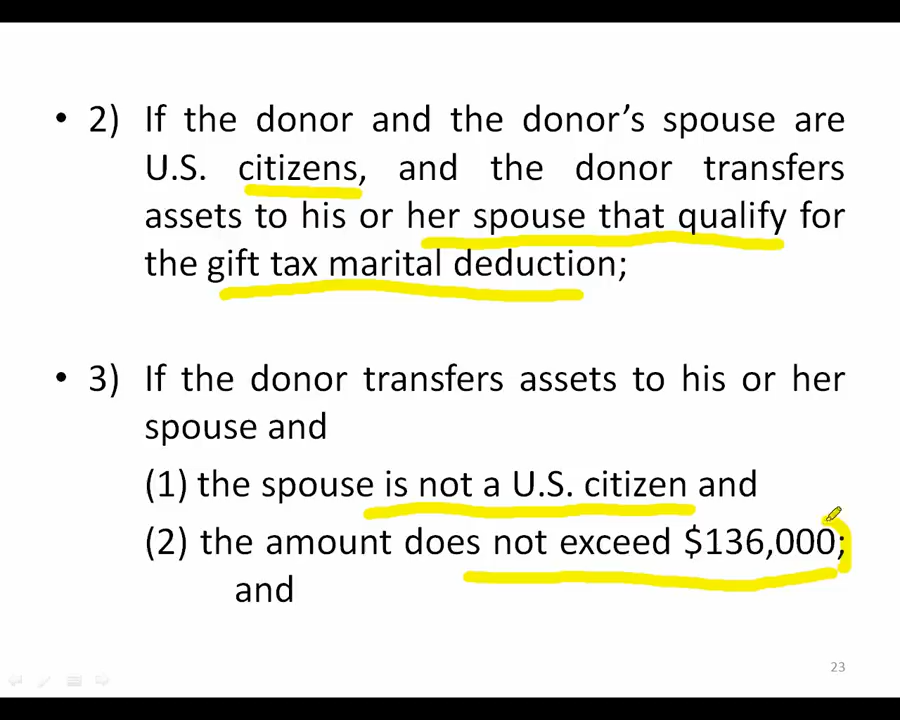 • 2) If the donor and the donor’s spouse are
U.S. citizens, and the donor transfers
assets to his or her spouse that qualify for
the gift tax marital deduction;
• 3) If the donor transfers assets to his or her
spouse and
(1) the spouse is not a U.S. citizen and
(2) the amount does not exceed $136,000;
and
23